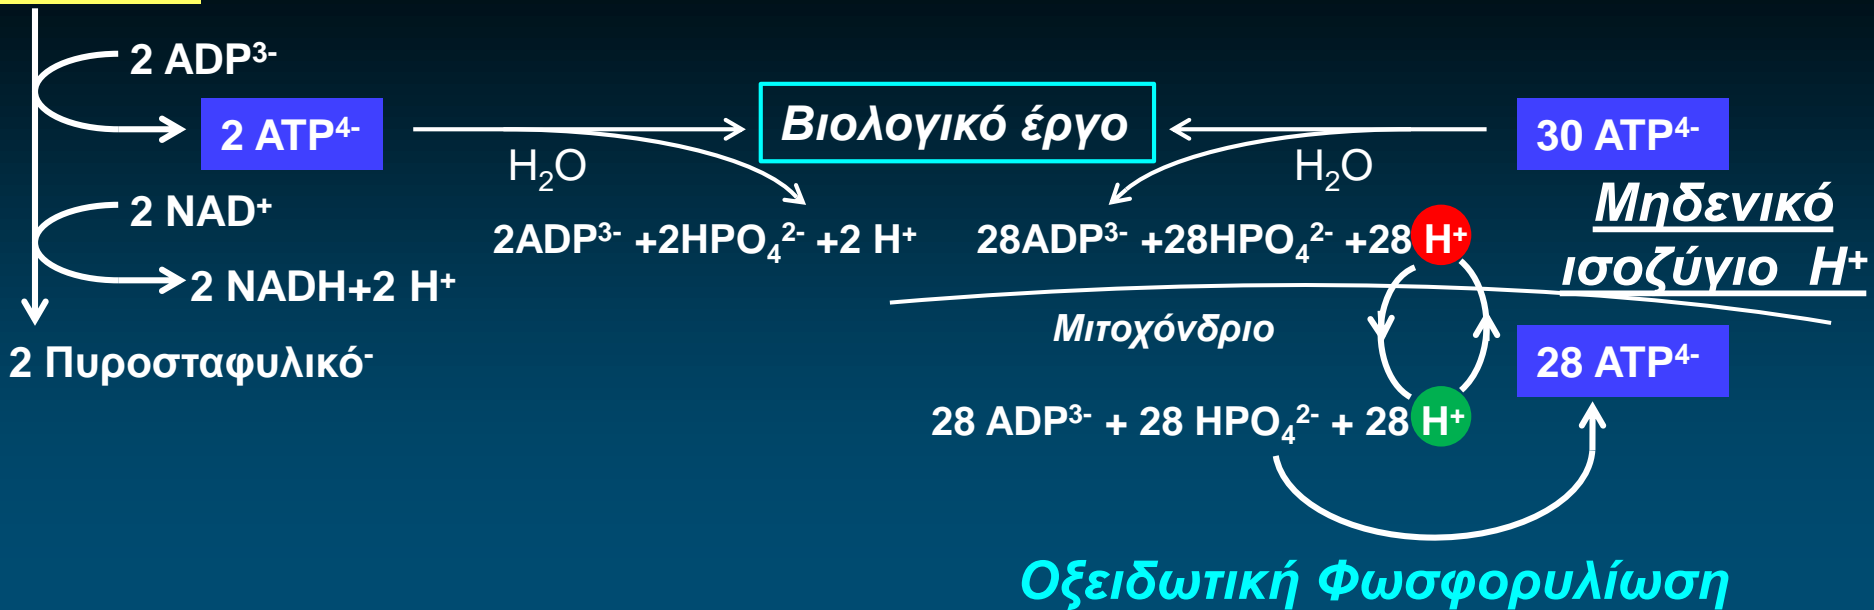 2 ADP³⁻
2 ATP⁴⁻
Βιολογικό έργο
30 ATP⁴⁻
H₂O
H₂O
2 NAD⁺
2ADP³⁻ +2HPO₄²⁻ +2 H⁺
28ADP³⁻ +28HPO₄²⁻ +28 H⁺
Μηδενικό
ισοζύγιο H⁺
2 NADH+2 H⁺
Μιτοχόνδριο
2 Πυροσταφυλικό⁻
28 ATP⁴⁻
28 ADP³⁻ + 28 HPO₄²⁻ + 28 H⁺
Οξειδωτική Φωσφορυλίωση